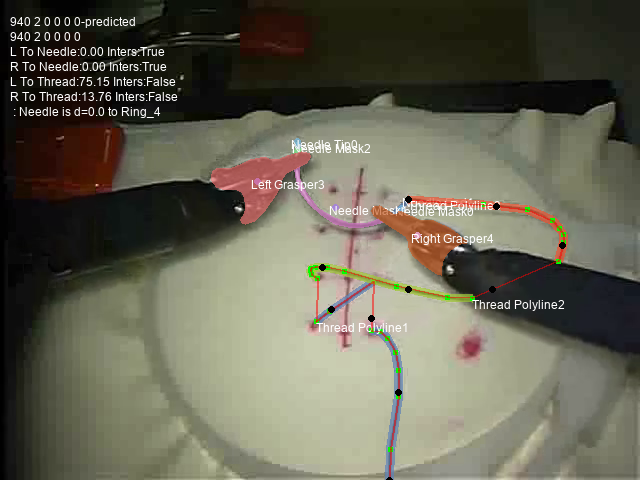 940 2 0 0 0 0-predicted
940 2 0 0 0 0
L To Needle:0.00 Inters:True
R To Needle:0.00 Inters:True
L To Thread:75.15 Inters:False
R To Thread:13.76 Inters:False
: Needle is d=0.0 to Ring_4
Needle Tip0
Needle Mask2
Left Grasper3
Needle Mask
Thread Polyline
Needle Mask0
Right Grasper4
Thread Polyline2
Thread Polyline1